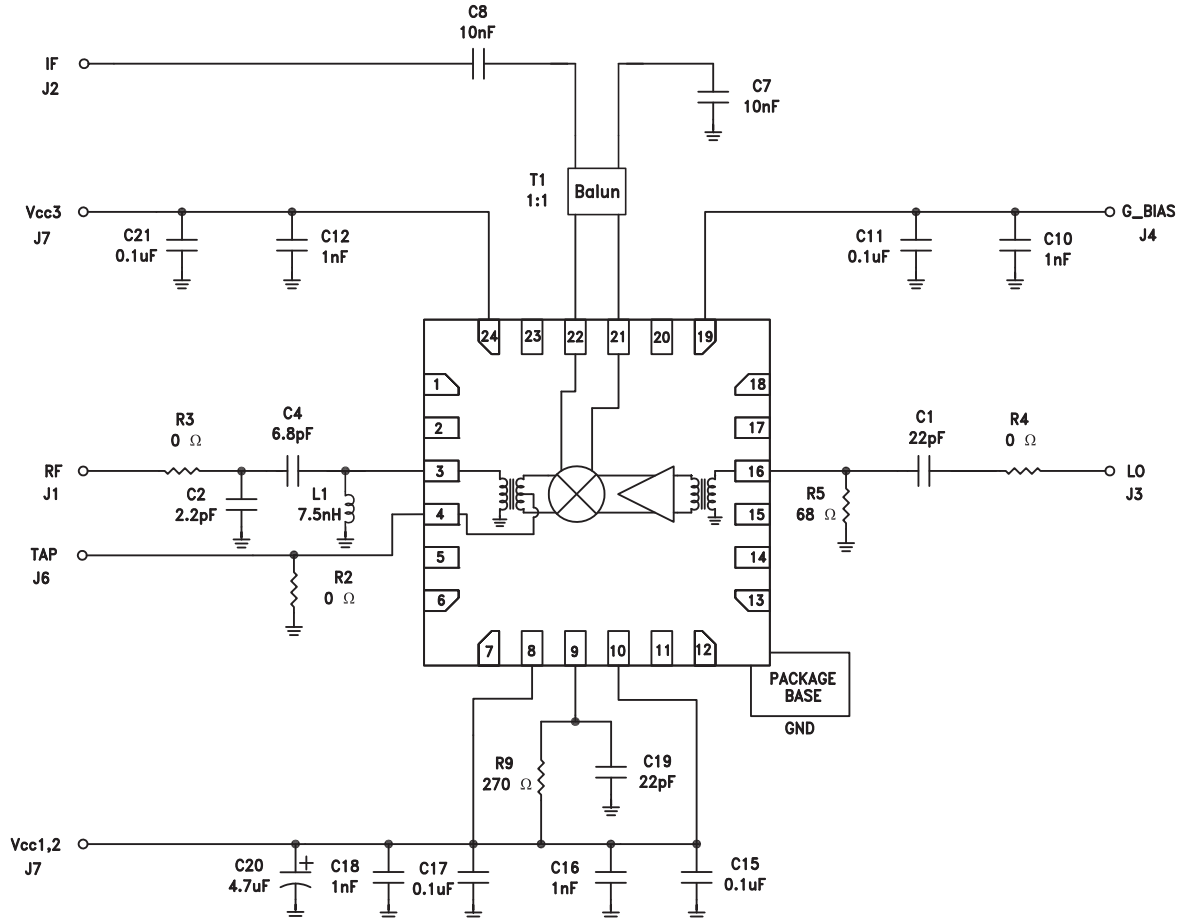 C8
10nF
IF
J2
C7
10nF
T1
1:1
Balun
Vcc3
J7
C21
0.1uF
C12
1nF
C11
0.1uF
C10
1nF
G_BIAS
J4
24
23
22
21
20
19
1
2
3
4
5
6
18
17
16
15
14
13
7
8
9
10
11
12
RF
J1
R3
0 Ω
C4
6.8pF
C2
2.2pF
L1
7.5nH
TAP
J6
R2
0 Ω
C1
22pF
R4
0 Ω
R5
68 Ω
LO
J3
PACKAGE
BASE
GND
R9
270 Ω
C19
22pF
Vcc1,2
J7
C20
4.7uF
+
C18
1nF
C17
0.1uF
C16
1nF
C15
0.1uF